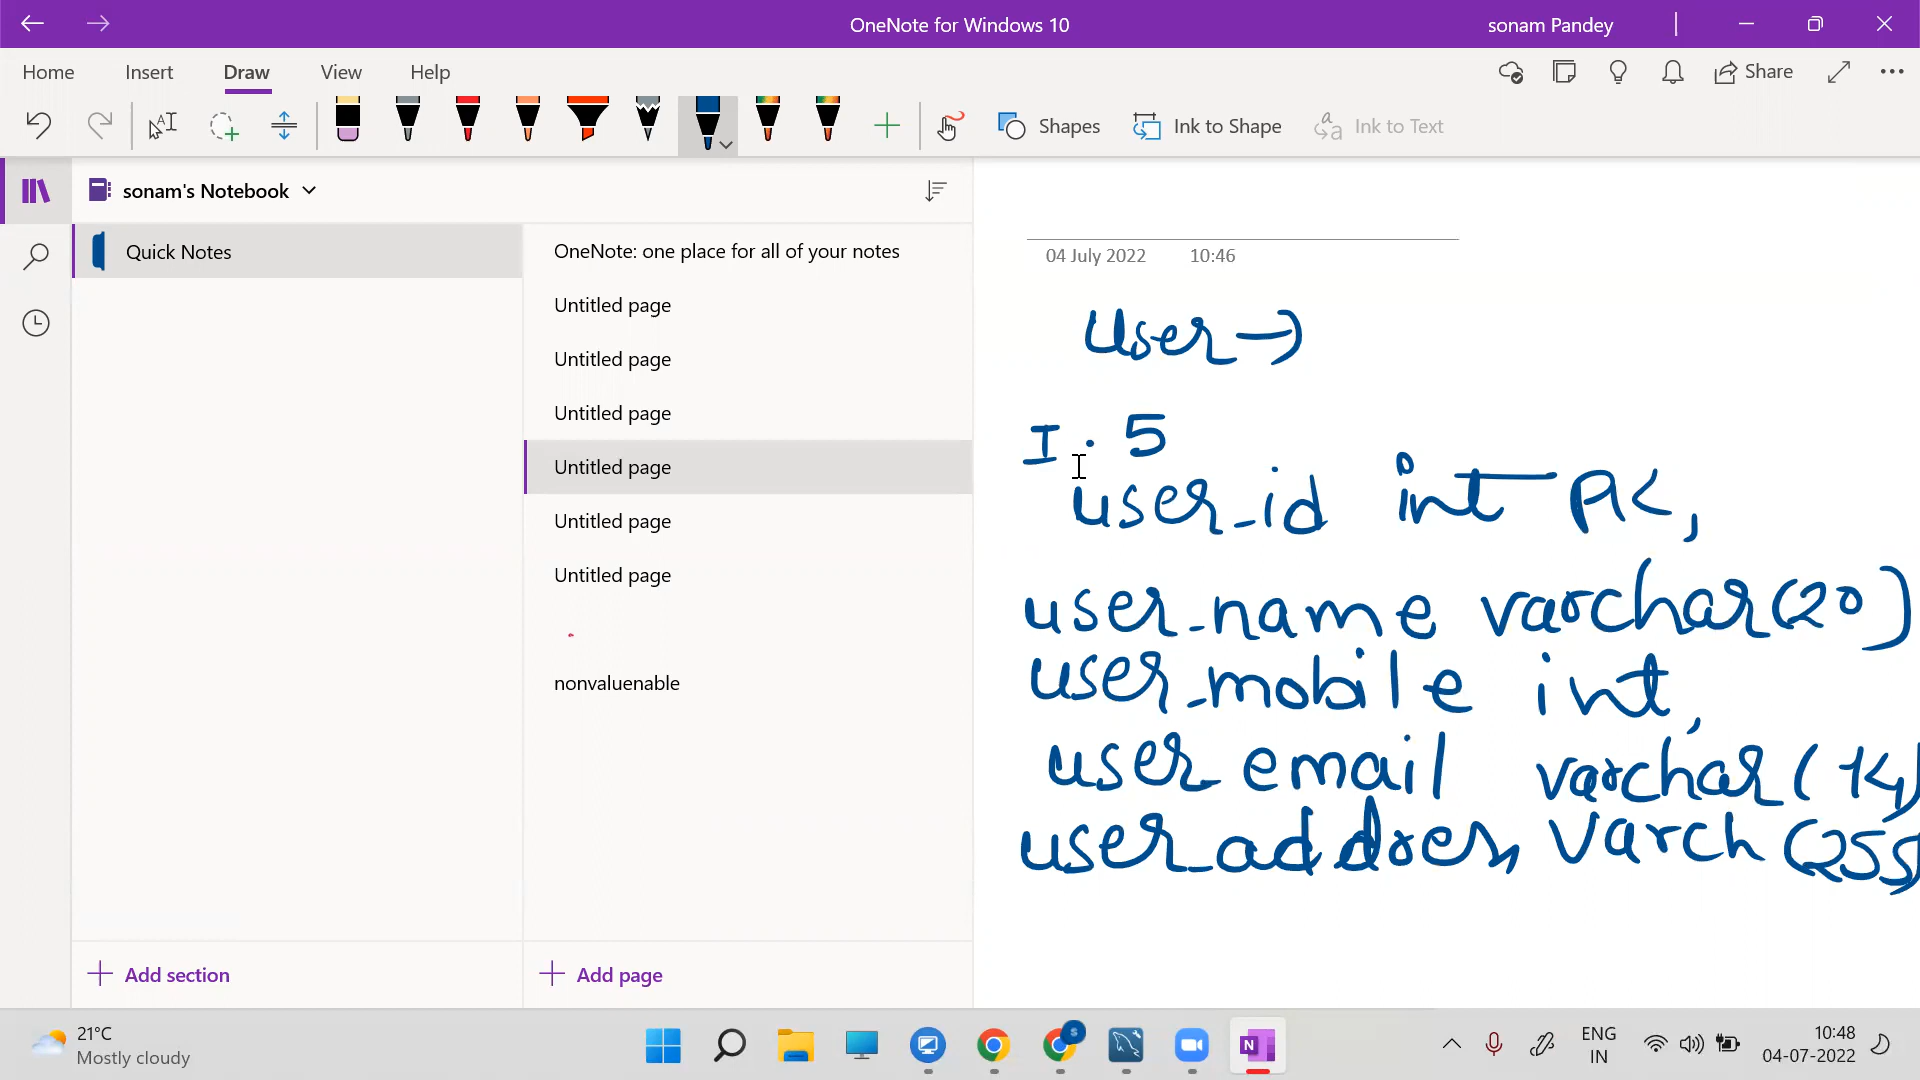 OneNote for Windows 10
sonam Pandey
Home Insert Draw View Help
Share
Shapes
Ink to Shape
Ink to Text
sonam's Notebook
Quick Notes
OneNote: one place for all of your notes
Untitled page
Untitled page
Untitled page
Untitled page
Untitled page
Untitled page
nonvaluenable
Add section
Add page
04 July 2022 10:46
User →
I. 5
user_id int PK,
user_name varchar(20)
user_mobile int,
user_email varchar(14)
user_address varch(255)
21°C
Mostly cloudy
ENG
IN
10:48
04-07-2022